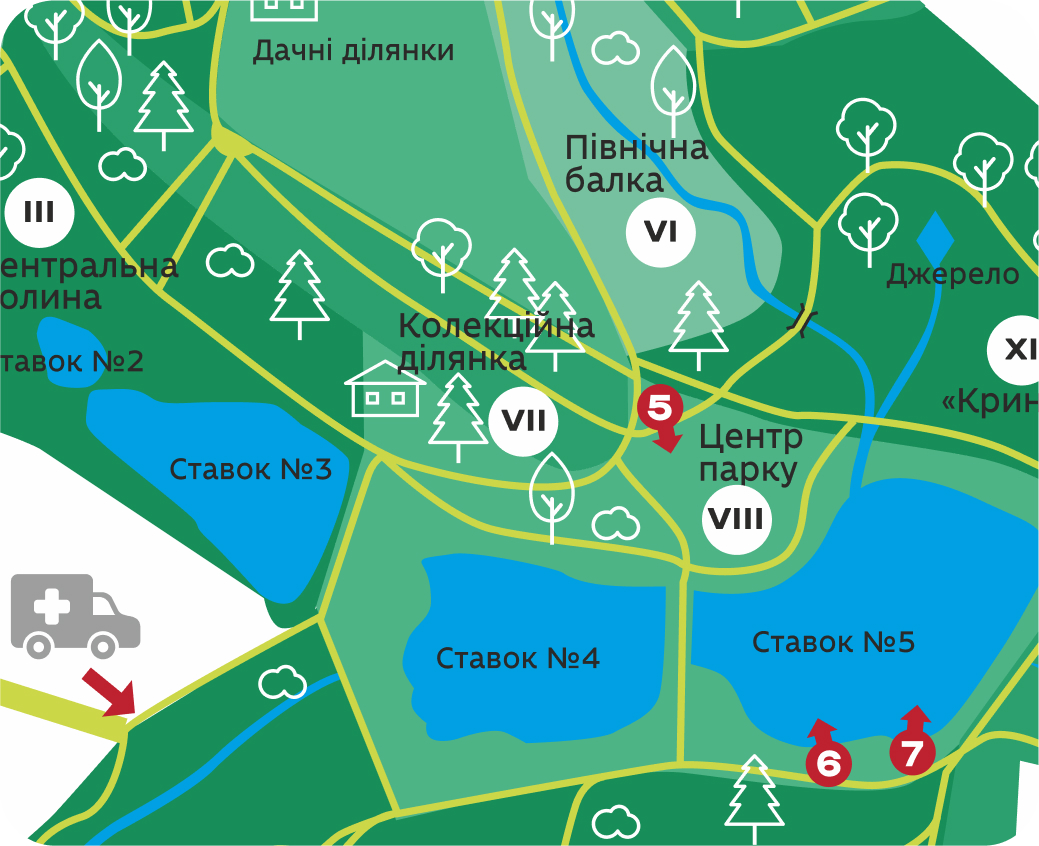 Дачні ділянки
Північна
балка
VI
III
ентральна
олина
Джерело
Колекційна
ділянка
тавок №2
XI
«Крин
5
VII
Центр
парку
VIII
Ставок №3
Ставок №4
Ставок №5
6
7